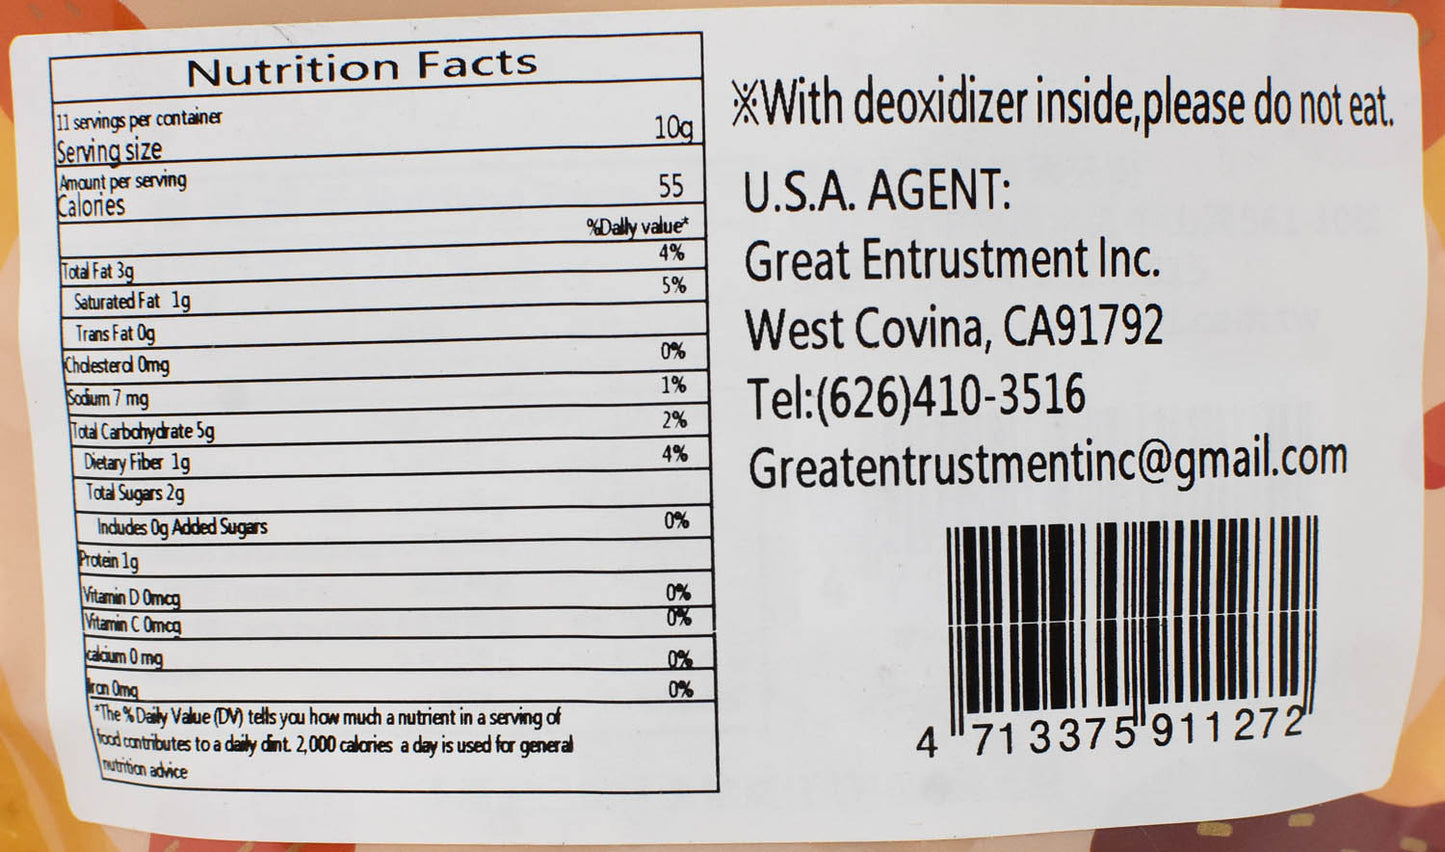 Nutrition Facts
11 servings per container
Serving size 10g
Amount per serving
Calories 55
%Daily value*
Total Fat 3g 4%
Saturated Fat 1g 5%
Trans Fat 0g
Cholesterol 0mg 0%
Sodium 7 mg 1%
Total Carbohydrate 5g 2%
Dietary Fiber 1g 4%
Total Sugars 2g
Includes 0g Added Sugars 0%
Protein 1g
Vitamin D 0mcg 0%
Vitamin C 0mcg 0%
calcium 0 mg 0%
Iron 0mg 0%
*The % Daily Value (DV) tells you how much a nutrient in a serving of
food contributes to a daily dint. 2,000 calories a day is used for general
nutrition advice
※With deoxidizer inside,please do not eat.
U.S.A. AGENT:
Great Entrustment Inc.
West Covina, CA91792
Tel:(626)410-3516
Greatentrustmentinc@gmail.com
4 713375 911272